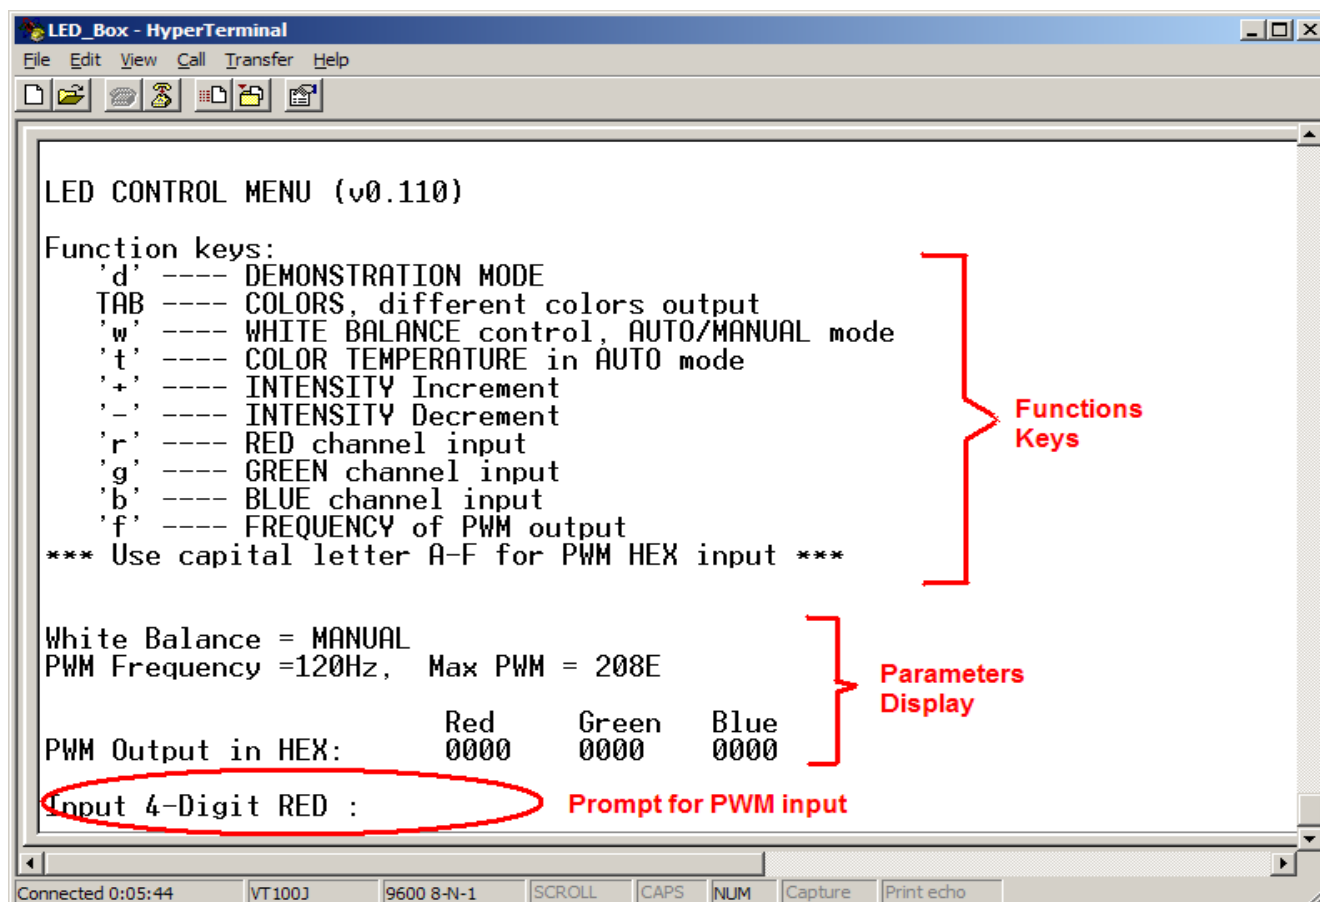 LED_Box - HyperTerminal
File Edit View Call Transfer Help
LED CONTROL MENU (v0.110)
Function keys:
'd' ---- DEMONSTRATION MODE
TAB ---- COLORS, different colors output
'w' ---- WHITE BALANCE control, AUTO/MANUAL mode
't' ---- COLOR TEMPERATURE in AUTO mode
'+' ---- INTENSITY Increment
'-' ---- INTENSITY Decrement
'r' ---- RED channel input
'g' ---- GREEN channel input
'b' ---- BLUE channel input
'f' ---- FREQUENCY of PWM output
*** Use capital letter A-F for PWM HEX input ***
Functions
Keys
White Balance = MANUAL
PWM Frequency =120Hz, Max PWM = 208E
Red Green Blue
PWM Output in HEX: 0000 0000 0000
Parameters
Display
Input 4-Digit RED :
Prompt for PWM input
Connected 0:05:44 VT100J 9600 8-N-1 SCROLL CAPS NUM Capture Print echo